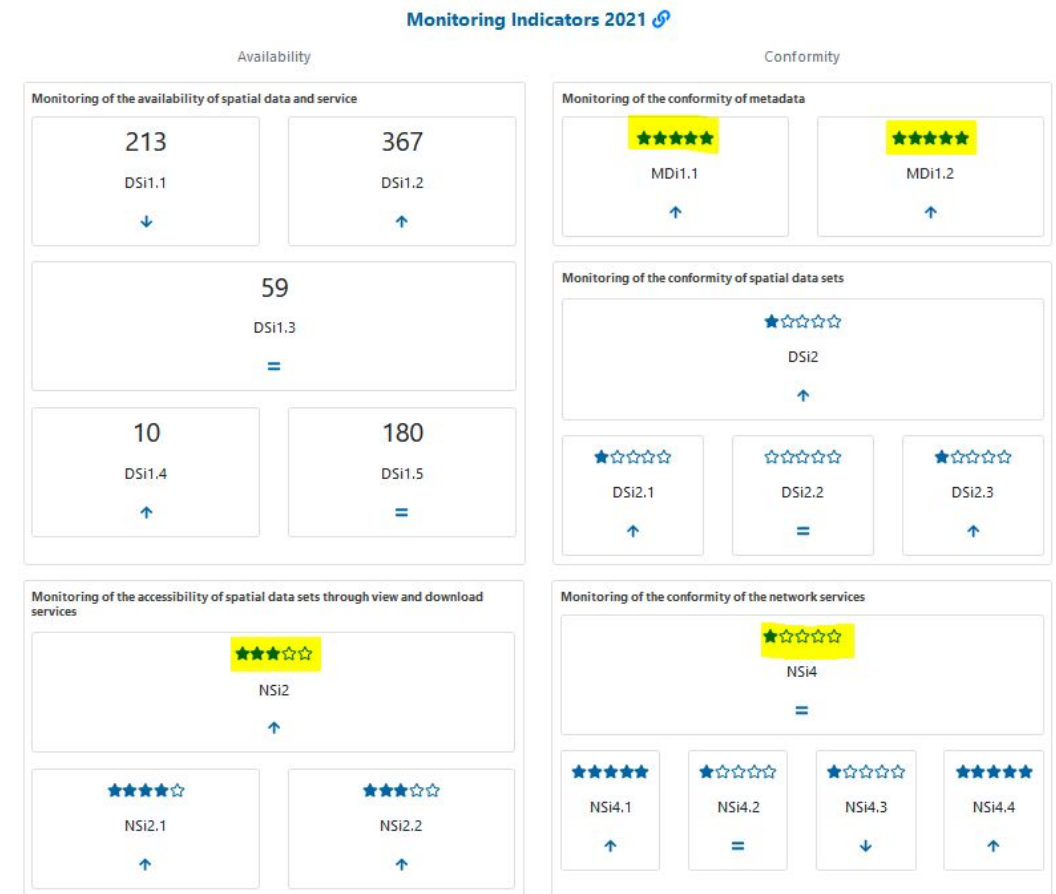 Monitoring Indicators 2021
Availability
Conformity
Monitoring of the availability of spatial data and service
213
DSi1.1
367
DSi1.2
59
DSi1.3
10
DSi1.4
180
DSi1.5
Monitoring of the conformity of metadata
MDi1.1
MDi1.2
Monitoring of the conformity of spatial data sets
DSi2
DSi2.1
DSi2.2
DSi2.3
Monitoring of the accessibility of spatial data sets through view and download
services
NSi2
NSi2.1
NSi2.2
Monitoring of the conformity of the network services
NSi4
NSi4.1
NSi4.2
NSi4.3
NSi4.4